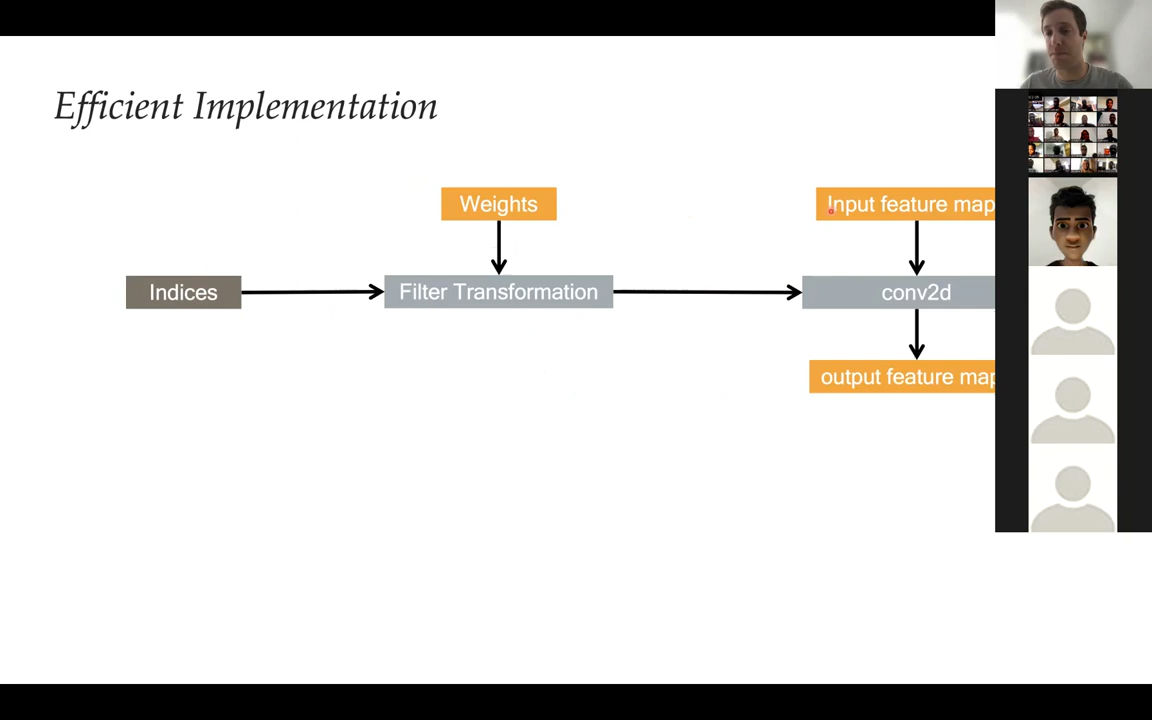 Efficient Implementation
Weights
Input feature map
Indices
Filter Transformation
conv2d
output feature map